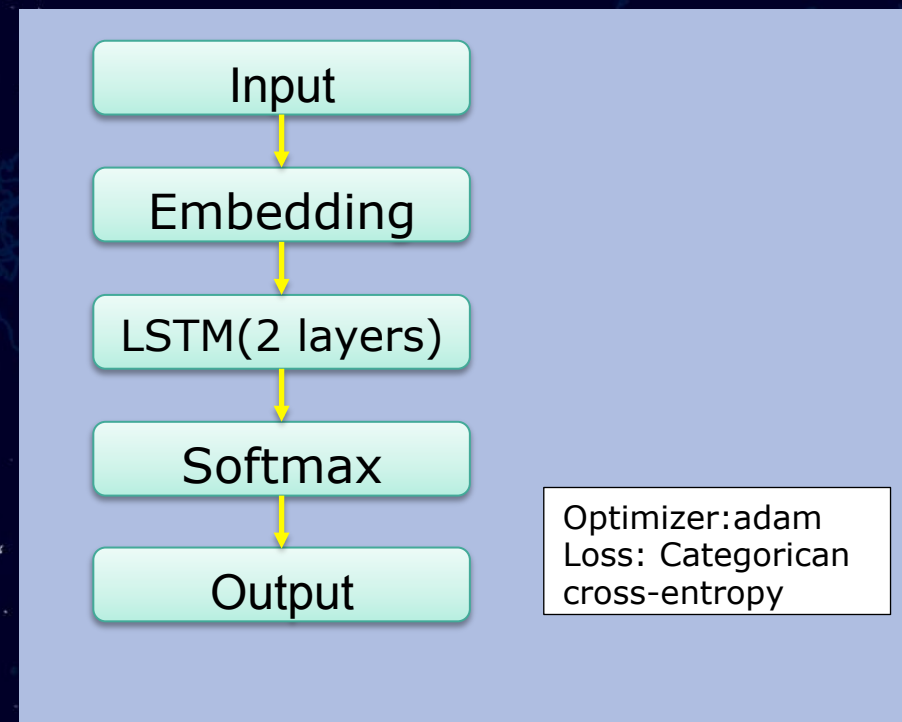 Input
Embedding
LSTM(2 layers)
Softmax
Output
Optimizer:adam
Loss: Categorican
cross-entropy